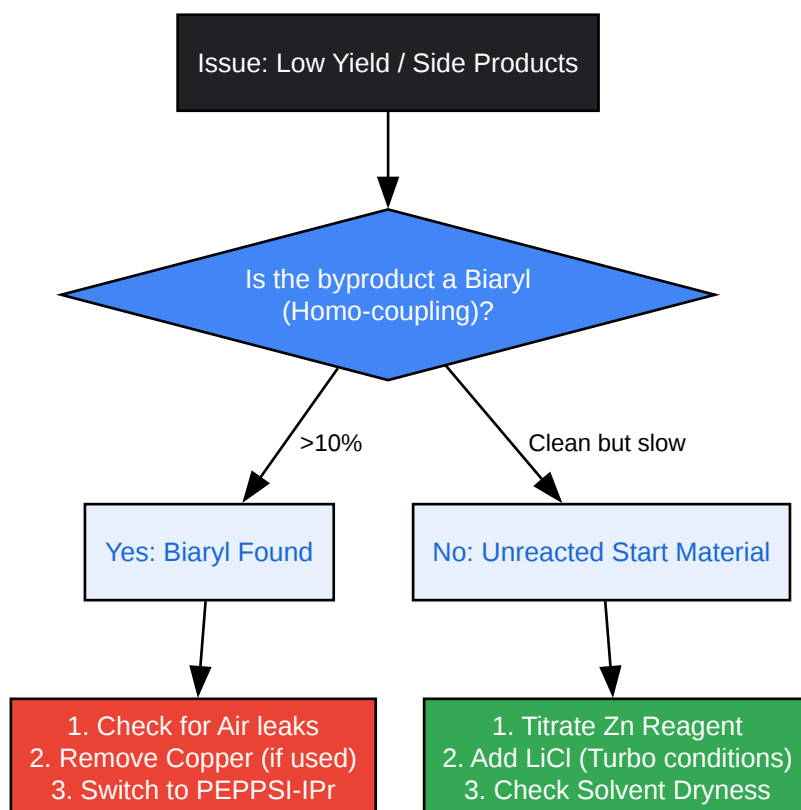 Issue: Low Yield / Side Products
Is the byproduct a Biaryl
(Homo-coupling)?
>10%
Clean but slow
Yes: Biaryl Found
No: Unreacted Start Material
1. Check for Air leaks
2. Remove Copper (if used)
3. Switch to PEPPSI-IPr
1. Titrate Zn Reagent
2. Add LiCl (Turbo conditions)
3. Check Solvent Dryness